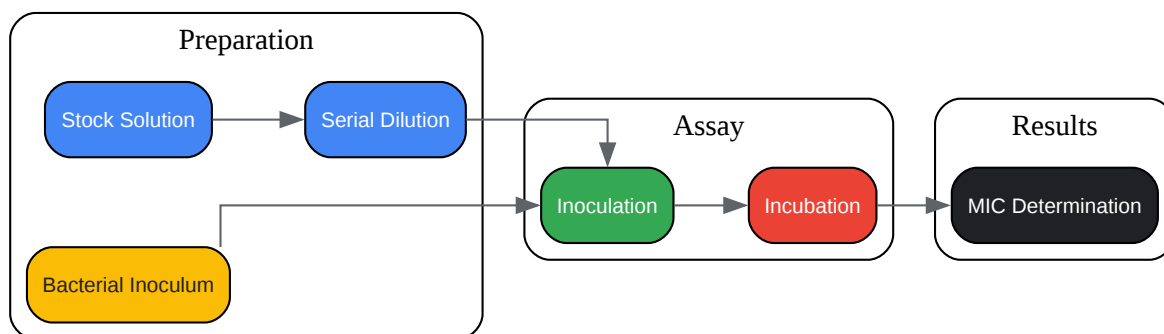 Preparation
Stock Solution
Serial Dilution
Bacterial Inoculum
Assay
Inoculation
Incubation
Results
MIC Determination